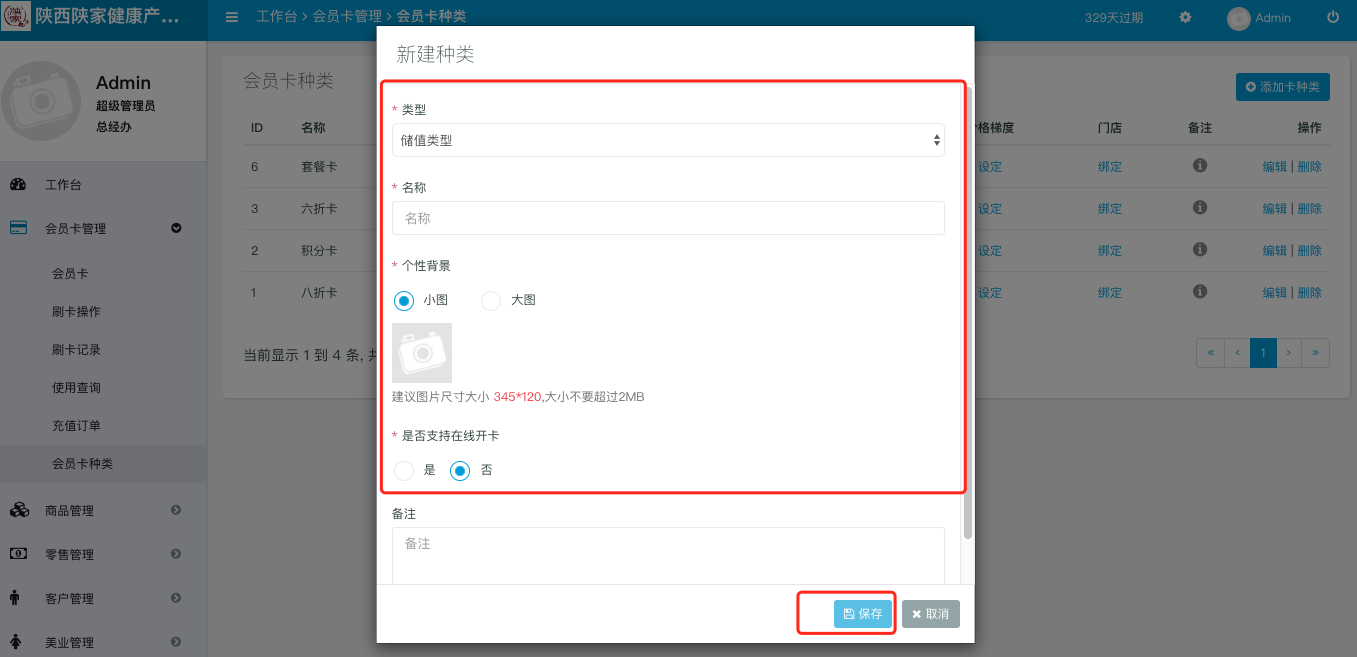 陕西陕家健康产...
工作台 > 会员卡管理 > 会员卡种类
329天过期
Admin
Admin
超级管理员
总经办
工作台
会员卡管理
会员卡
刷卡操作
刷卡记录
使用查询
充值订单
会员卡种类
商品管理
零售管理
客户管理
美业管理
会员卡种类
添加卡种类
ID 名称 格梯度 门店 备注 操作
6 套餐卡 设定 绑定 编辑 | 删除
3 六折卡 设定 绑定 编辑 | 删除
2 积分卡 设定 绑定 编辑 | 删除
1 八折卡 设定 绑定 编辑 | 删除
当前显示 1 到 4 条, 共
« ‹ 1 › »
新建种类
* 类型
储值类型
* 名称
名称
* 个性背景
小图 大图
建议图片尺寸大小 345*120,大小不要超过2MB
* 是否支持在线开卡
是 否
备注
备注
保存 取消